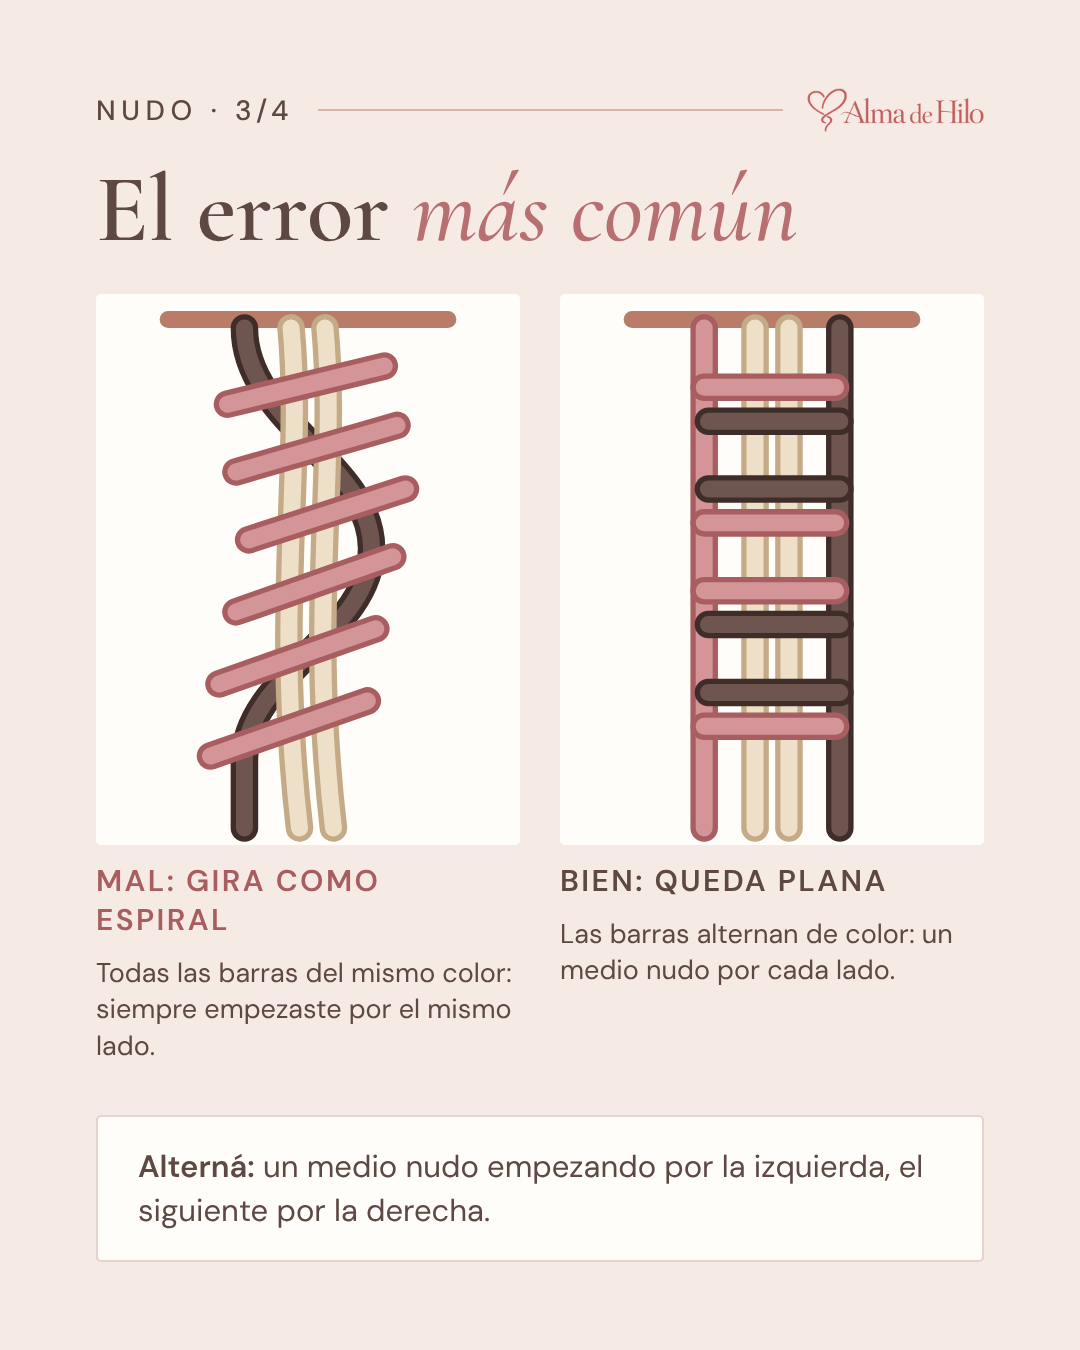 NUDO · 3/4
Alma de Hilo
El error más común
MAL: GIRA COMO
ESPIRAL
Todas las barras del mismo color:
siempre empezaste por el mismo
lado.
BIEN: QUEDA PLANA
Las barras alternan de color: un
medio nudo por cada lado.
Alterná: un medio nudo empezando por la izquierda, el
siguiente por la derecha.